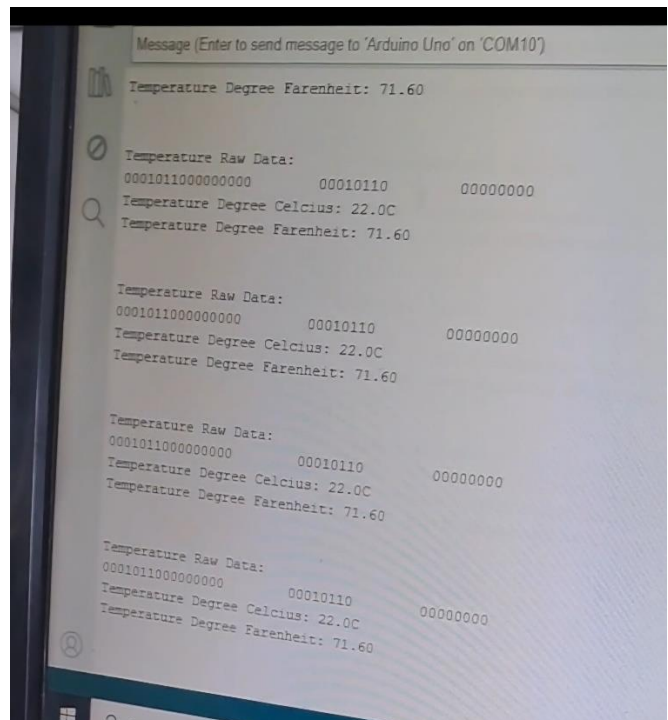 Message (Enter to send message to 'Arduino Uno' on 'COM10')
Temperature Degree Farenheit: 71.60
Temperature Raw Data:
0001011000000000 00010110 00000000
Temperature Degree Celcius: 22.0C
Temperature Degree Farenheit: 71.60
Temperature Raw Data:
0001011000000000 00010110 00000000
Temperature Degree Celcius: 22.0C
Temperature Degree Farenheit: 71.60
Temperature Raw Data:
0001011000000000 00010110 00000000
Temperature Degree Celcius: 22.0C
Temperature Degree Farenheit: 71.60
Temperature Raw Data:
0001011000000000 00010110 00000000
Temperature Degree Celcius: 22.0C
Temperature Degree Farenheit: 71.60